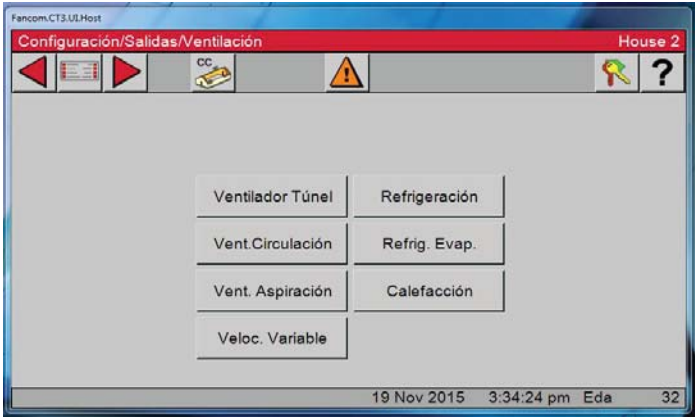 Fancom.CT3.UI.Host
Configuración/Salidas/Ventilación House 2
CC
?
Ventilador Túnel Refrigeración
Vent.Circulación Refrig. Evap.
Vent. Aspiración Calefacción
Veloc. Variable
19 Nov 2015 3:34:24 pm Eda 32